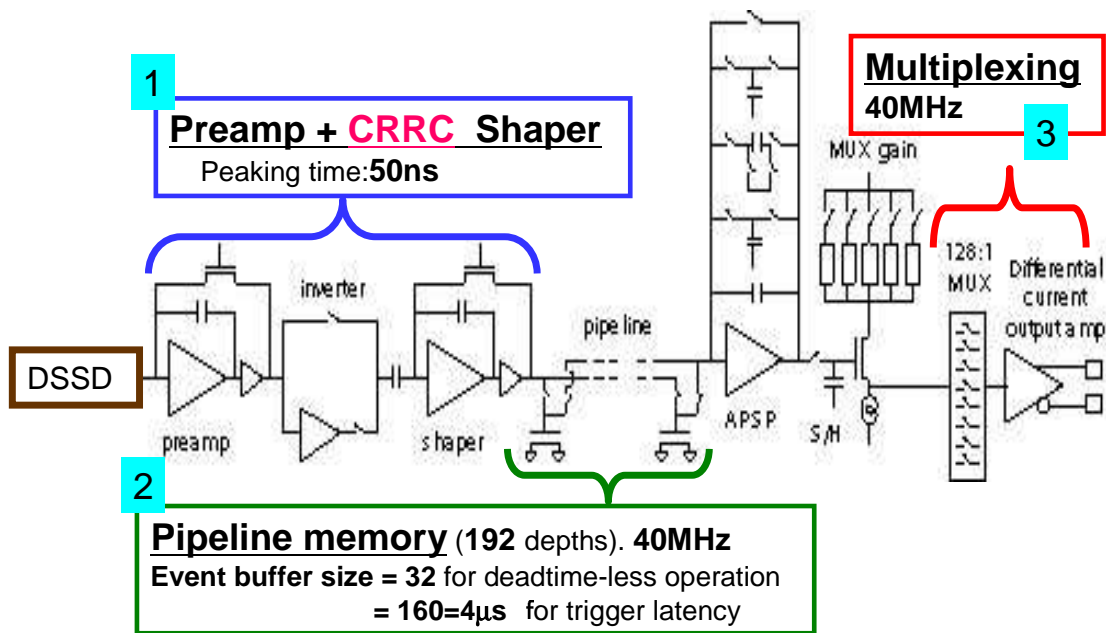 1
Preamp + CRRC Shaper
Peaking time:50ns
Multiplexing
40MHz
3
MUX gain
128:1
MUX
Differential
current
output amp
inverter
pipeline
DSSD
preamp
shaper
APSP
S/H
2
Pipeline memory (192 depths). 40MHz
Event buffer size = 32 for deadtime-less operation
= 160=4μs for trigger latency